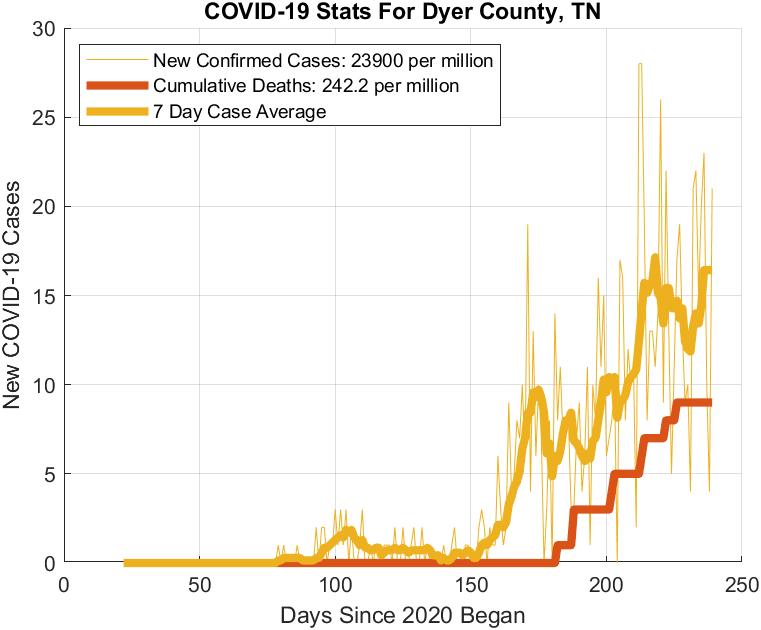 COVID-19 Stats For Dyer County, TN
30
25
20
15
10
5
0
New COVID-19 Cases
New Confirmed Cases: 23900 per million
Cumulative Deaths: 242.2 per million
7 Day Case Average
0
50
100
150
200
250
Days Since 2020 Began